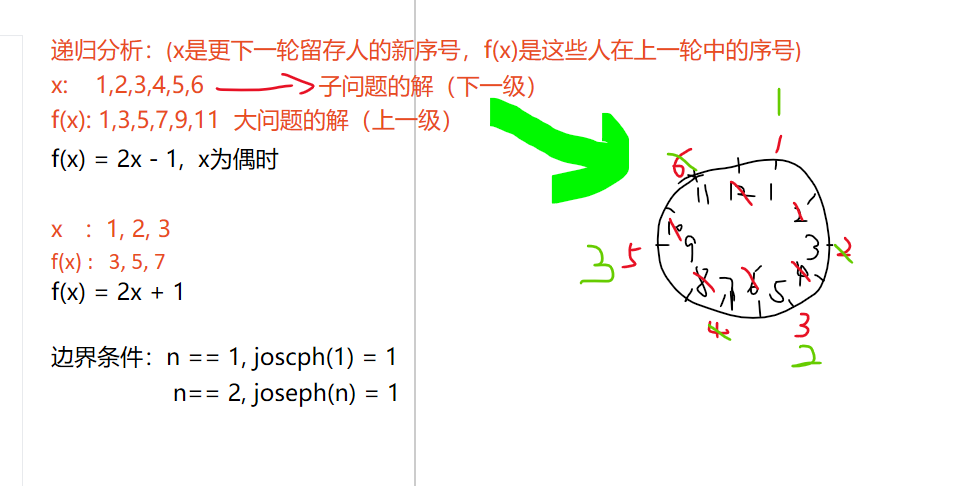 递归分析：(x是更下一轮留存人的新序号，f(x)是这些人在上一轮中的序号)
x: 1,2,3,4,5,6 子问题的解（下一级）
f(x): 1,3,5,7,9,11 大问题的解（上一级）
f(x) = 2x - 1, x为偶时
x : 1, 2, 3
f(x) : 3, 5, 7
f(x) = 2x + 1
边界条件：n == 1, joscph(1) = 1
n== 2, joseph(n) = 1
1
1
6
11 12 1
2
10
9
3
2
3 5
8 7 6 5 4
4
3
2